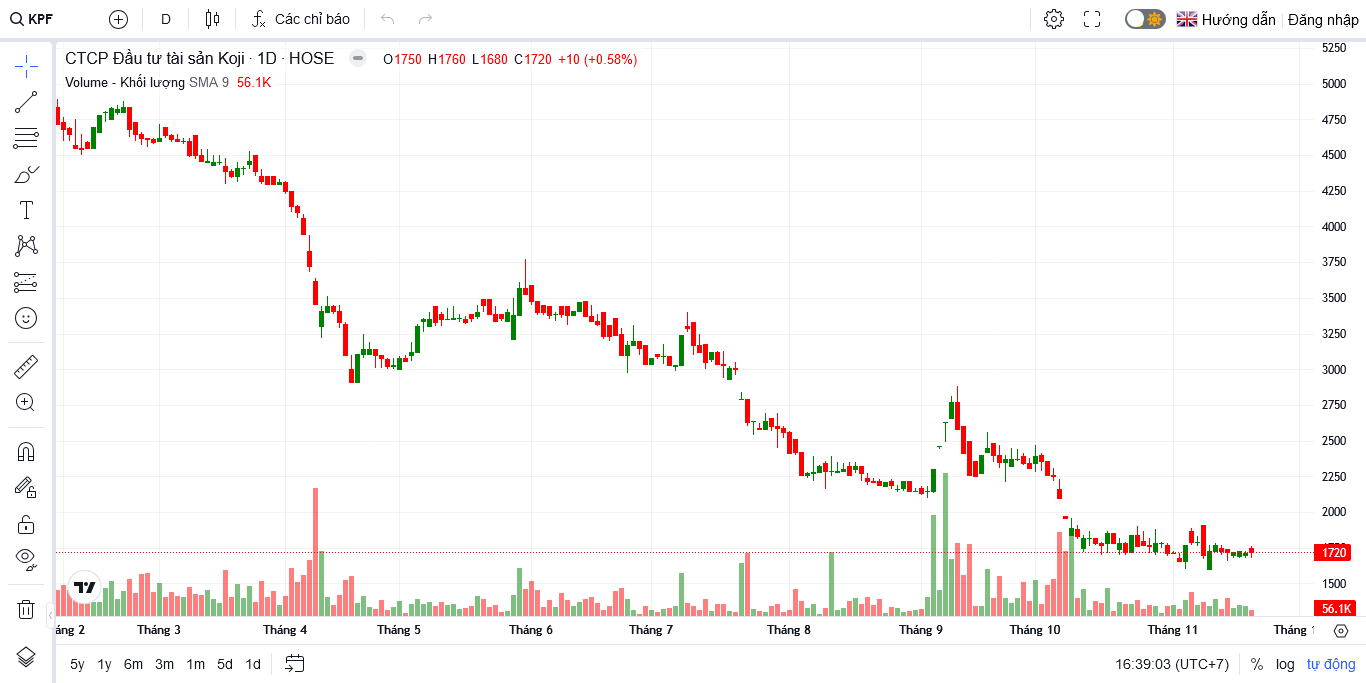 KPF D Các chỉ báo Hướng dẫn Đăng nhập
CTCP Đầu tư tài sản Koji · 1D · HOSE O1750 H1760 L1680 C1720 +10 (+0.58%)
Volume - Khối lượng SMA 9 56.1K
5250
5000
4750
4500
4250
4000
3750
3500
3250
3000
2750
2500
2250
2000
1720
1500
56.1K
Tháng 3 Tháng 4 Tháng 5 Tháng 6 Tháng 7 Tháng 8 Tháng 9 Tháng 10 Tháng 11
5y 1y 6m 3m 1m 5d 1d 16:39:03 (UTC+7) % log tự động